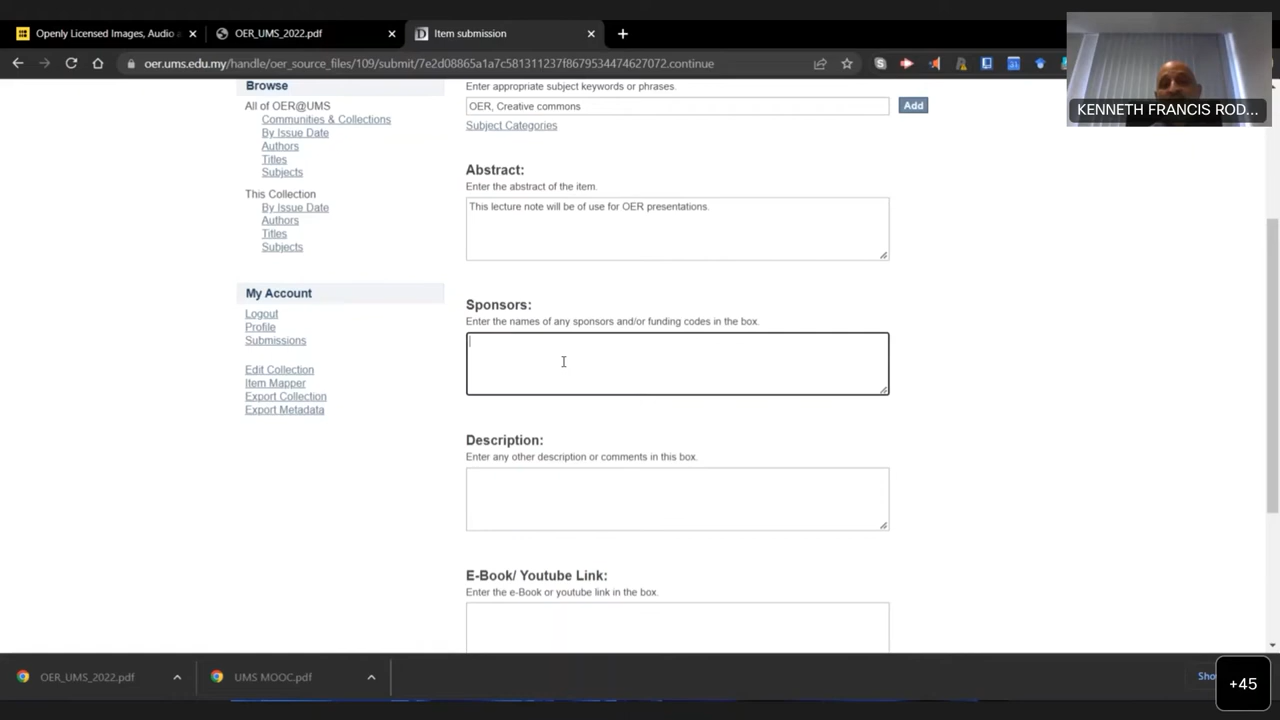 Openly Licensed Images, Audio a
OER_UMS_2022.pdf
Item submission
oer.ums.edu.my/handle/oer_source_files/109/submit/7e2d08865a1a7c581311237f8679534474627072.continue
KENNETH FRANCIS ROD...
Browse
All of OER@UMS
Communities & Collections
By Issue Date
Authors
Titles
Subjects
This Collection
By Issue Date
Authors
Titles
Subjects
My Account
Logout
Profile
Submissions
Edit Collection
Item Mapper
Export Collection
Export Metadata
Enter appropriate subject keywords or phrases.
OER, Creative commons
Add
Subject Categories
Abstract:
Enter the abstract of the item.
This lecture note will be of use for OER presentations.
Sponsors:
Enter the names of any sponsors and/or funding codes in the box.
Description:
Enter any other description or comments in this box.
E-Book/ Youtube Link:
Enter the e-Book or youtube link in the box.
OER_UMS_2022.pdf
UMS MOOC.pdf
Sho
+45